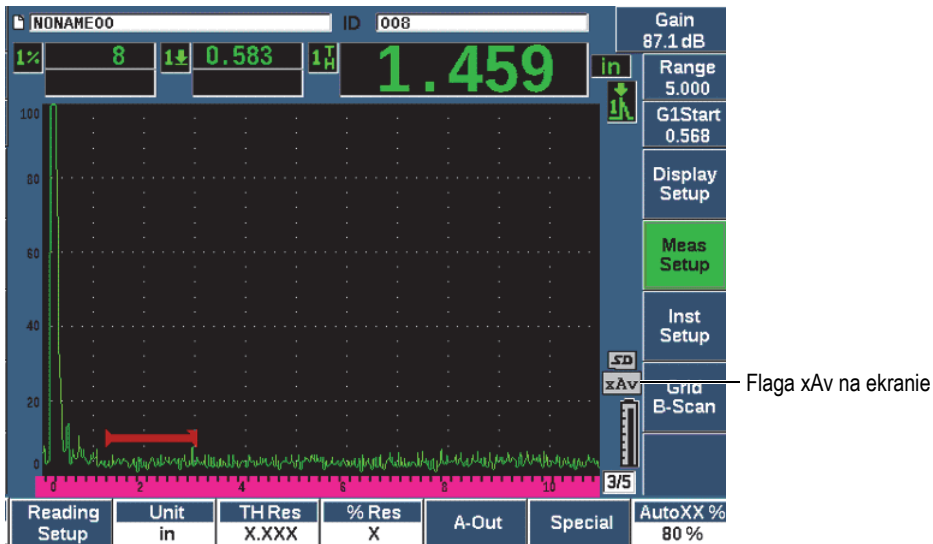 NONAME00 ID 008
Gain
87.1 dB
1% 8 1 0.583 1 T H 1.459 in
Range
5.000
1
G1Start
0.568
Display
Setup
Meas
Setup
Inst
Setup
Grid
B-Scan
100
80
60
40
20
0
SD
xAv
Flaga xAv na ekranie
3/5
0 2 4 6 8 10
Reading
Setup
Unit
in
TH Res
X.XXX
% Res
X
A-Out
Special
AutoXX %
80 %